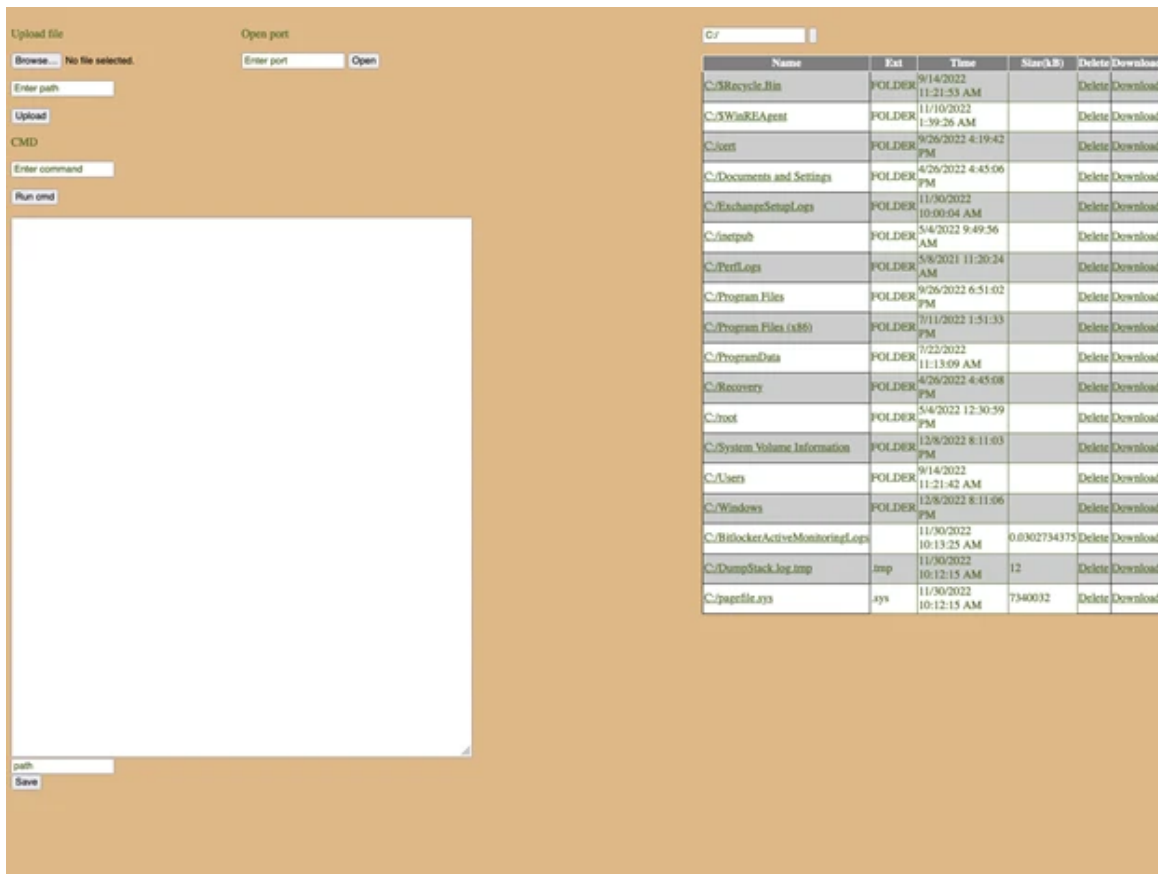 Upload file
Browse... No file selected.
Enter path
Upload
CMD
Enter command
Run cmd
path
Save
Open port
Enter port Open
C:/
Name Ext Time Size(kB) Delete Download
C:/$Recycle.Bin FOLDER 9/14/2022 11:21:53 AM Delete Download
C:/$WinREAgent FOLDER 11/10/2022 1:39:26 AM Delete Download
C:/cert FOLDER 9/26/2022 4:19:42 PM Delete Download
C:/Documents and Settings FOLDER 4/26/2022 4:45:06 PM Delete Download
C:/ExchangeSetupLogs FOLDER 11/30/2022 10:00:04 AM Delete Download
C:/inetpub FOLDER 5/4/2022 9:49:56 AM Delete Download
C:/PerfLogs FOLDER 5/8/2021 11:20:24 AM Delete Download
C:/Program Files FOLDER 9/26/2022 6:51:02 PM Delete Download
C:/Program Files (x86) FOLDER 7/11/2022 1:51:33 PM Delete Download
C:/ProgramData FOLDER 7/22/2022 11:13:09 AM Delete Download
C:/Recovery FOLDER 4/26/2022 4:45:08 PM Delete Download
C:/root FOLDER 5/4/2022 12:30:59 PM Delete Download
C:/System Volume Information FOLDER 12/8/2022 8:11:03 PM Delete Download
C:/Users FOLDER 9/14/2022 11:21:42 AM Delete Download
C:/Windows FOLDER 12/8/2022 8:11:06 PM Delete Download
C:/BitlockerActiveMonitoringLogs 11/30/2022 10:13:25 AM 0.0302734375 Delete Download
C:/DumpStack.log.tmp .tmp 11/30/2022 10:12:15 AM 12 Delete Download
C:/pagefile.sys .sys 11/30/2022 10:12:15 AM 7340032 Delete Download